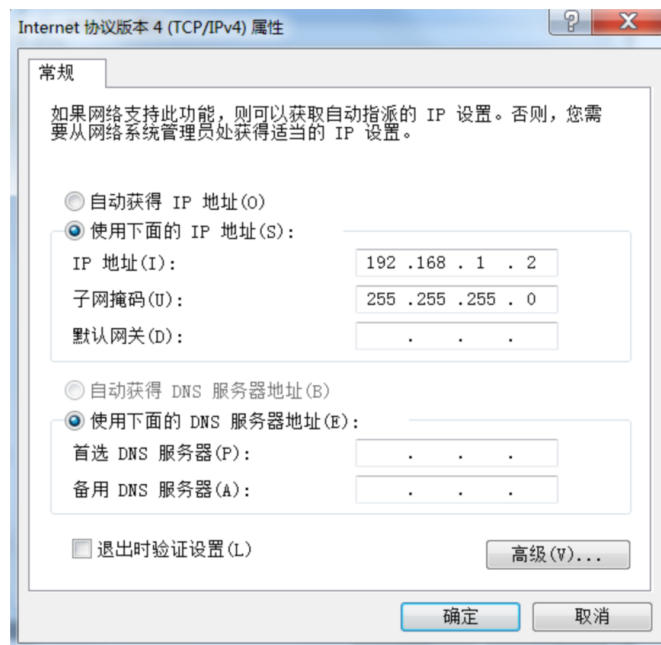 Internet 协议版本 4 (TCP/IPv4) 属性
常规
如果网络支持此功能，则可以获取自动指派的 IP 设置。否则，您需
要从网络系统管理员处获得适当的 IP 设置。
自动获得 IP 地址(O)
使用下面的 IP 地址(S):
IP 地址(I): 192 .168 . 1 . 2
子网掩码(U): 255 .255 .255 . 0
默认网关(D): . . .
自动获得 DNS 服务器地址(B)
使用下面的 DNS 服务器地址(E):
首选 DNS 服务器(P): . . .
备用 DNS 服务器(A): . . .
退出时验证设置(L)
高级(V)...
确定 取消